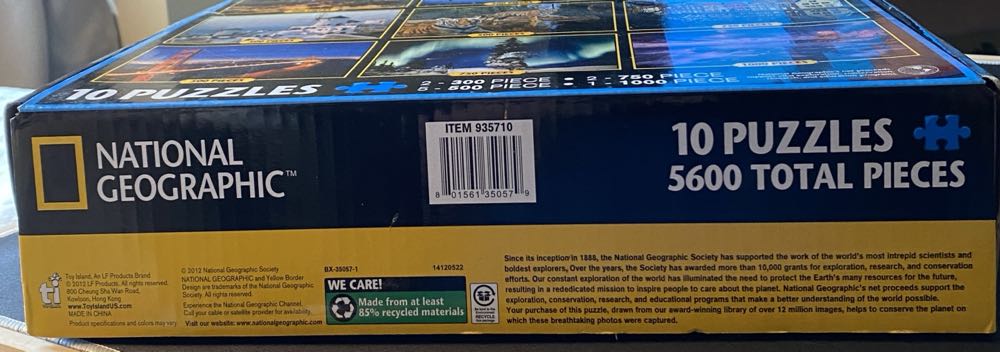 500 PIECES
750 PIECES
1000 PIECES
10 PUZZLES
2 - 300 PIECE • 2 - 750 PIECE
5 - 500 PIECE • 1 - 1000 PIECE
NATIONAL
GEOGRAPHIC™
ITEM 935710
8 01561 35057 9
10 PUZZLES
5600 TOTAL PIECES
ti
Toy Island, An LF Products Brand
© 2012 LF Products. All rights reserved.
800 Cheung Sha Wan Road,
Kowloon, Hong Kong
www.ToyIslandUS.com
MADE IN CHINA
Product specifications and colors may vary.
© 2012 National Geographic Society
NATIONAL GEOGRAPHIC and Yellow Border
Design are trademarks of the National Geographic
Society. All rights reserved.
Experience the National Geographic Channel.
Call your cable or satellite provider for availability.
Visit our website: www.nationalgeographic.com
BX-35057-1 14120522
WE CARE!
Made from at least
85% recycled materials
RECYCLE
Since its inception in 1888, the National Geographic Society has supported the work of the world's most intrepid scientists and
boldest explorers, Over the years, the Society has awarded more than 10,000 grants for exploration, research, and conservation
efforts. Our constant exploration of the world has illuminated the need to protect the Earth's many resources for the future
resulting in a rededicated mission to inspire people to care about the planet. National Geographic's net proceeds support the
exploration, conservation, research, and educational programs that make a better understanding of the world possible.
Your purchase of this puzzle, drawn from our award-winning library of over 12 million images, helps to conserve the planet on
which these breathtaking photos were captured.